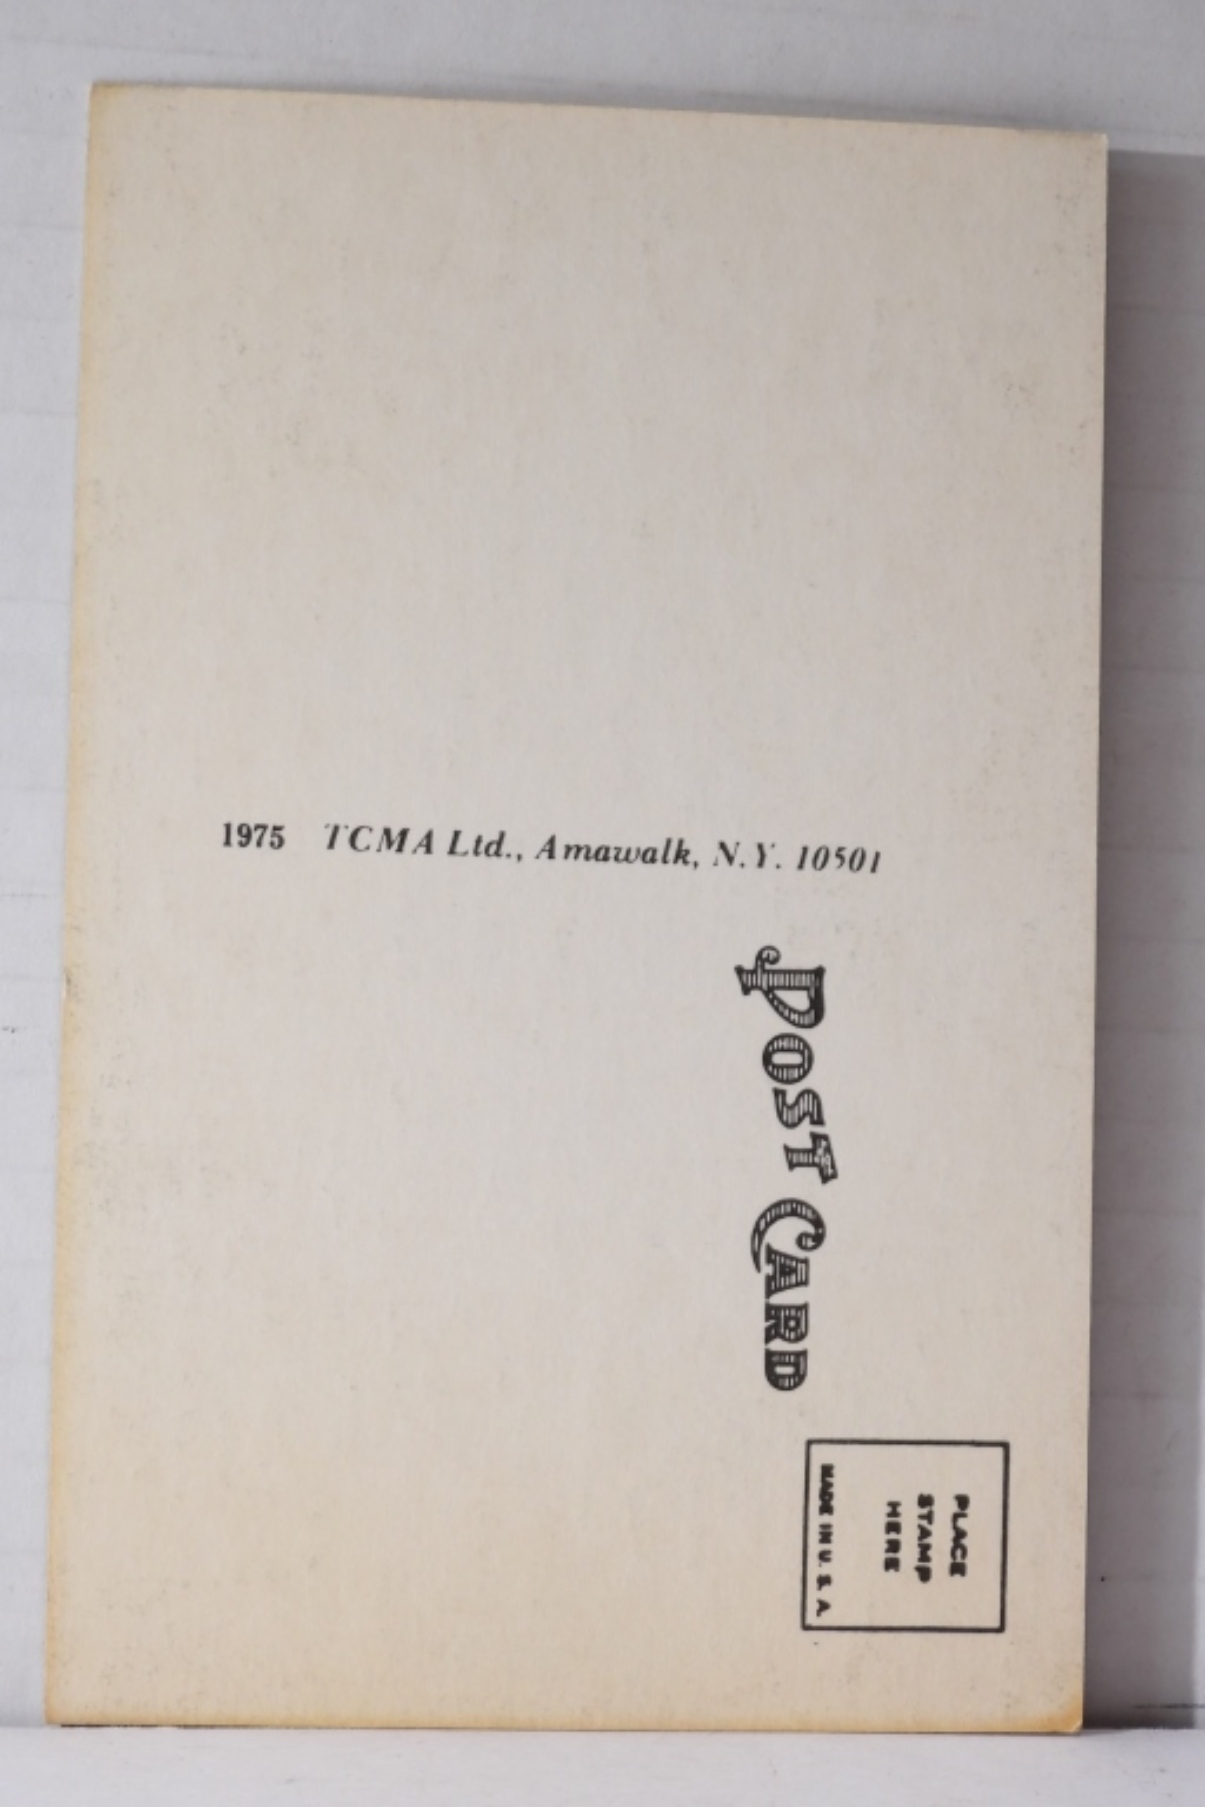 1975 TCMA Ltd., Amawalk, N.Y. 10501
POST CARD
PLACE
STAMP
HERE
MADE IN U. S. A.